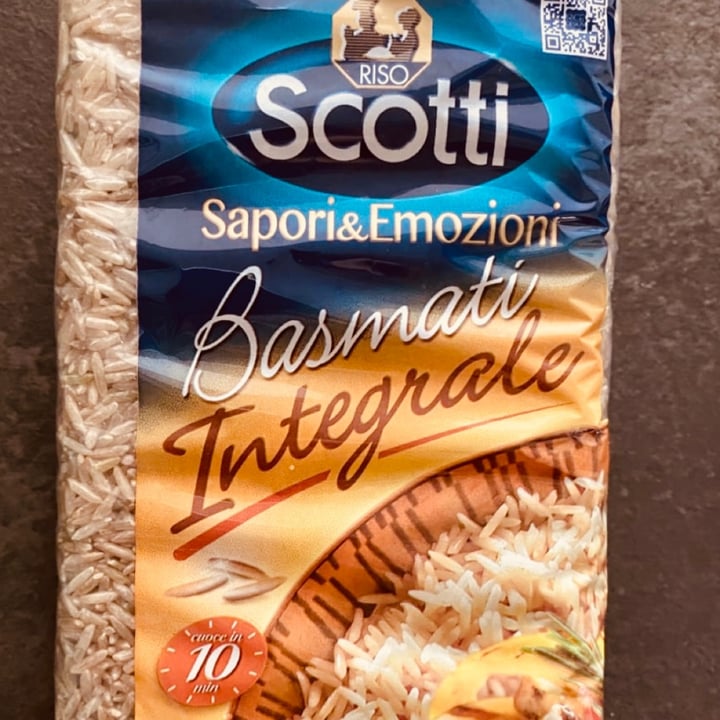 RISO
Scotti
Sapori&Emozioni
Basmati
Integrale
cuoce in
10
min